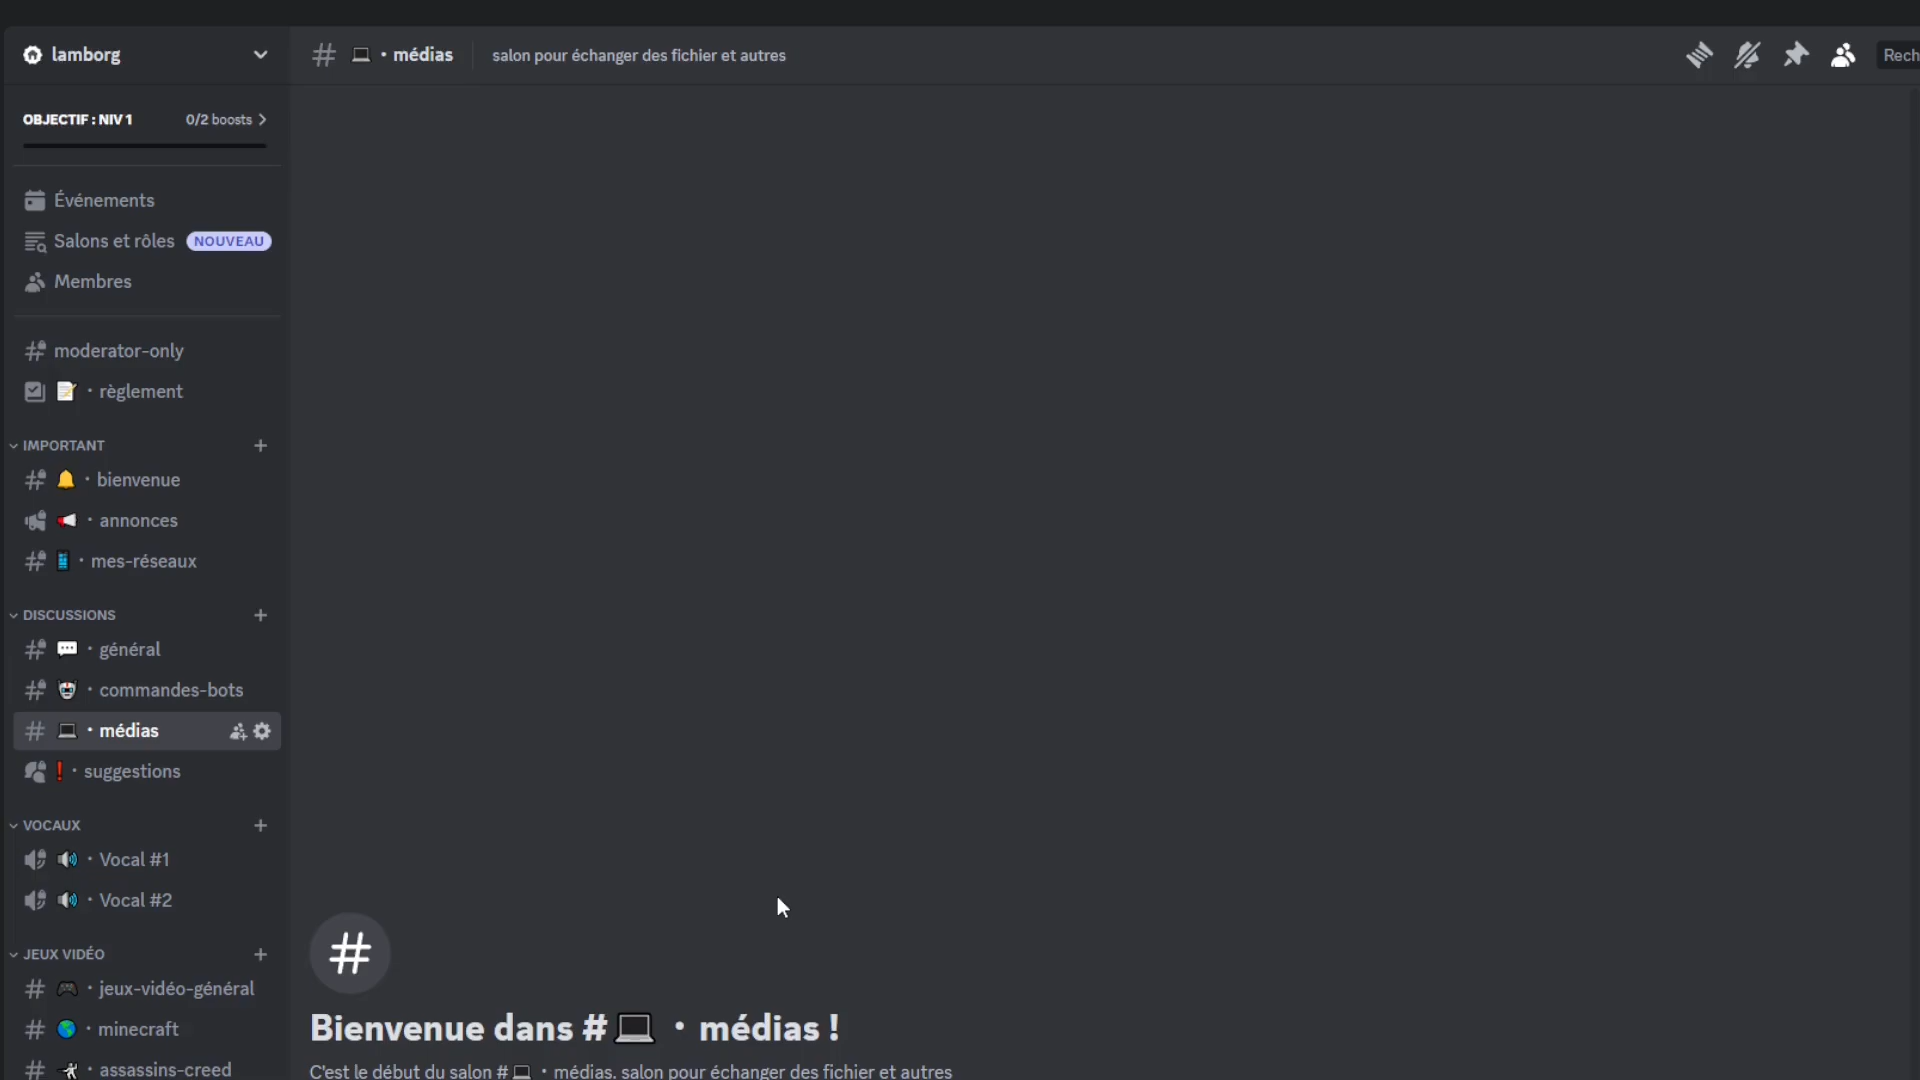 lamborg
OBJECTIF : NIV 1
0/2 boosts
Événements
Salons et rôles NOUVEAU
Membres
moderator-only
📝・règlement
IMPORTANT
🔔・bienvenue
📢・annonces
📱・mes-réseaux
DISCUSSIONS
💬・général
🤖・commandes-bots
💻・médias
❗・suggestions
VOCAUX
🔊・Vocal #1
🔊・Vocal #2
JEUX VIDÉO
🎮・jeux-vidéo-général
🌎・minecraft
assassins-creed
# 💻・médias
salon pour échanger des fichier et autres
Rech
Bienvenue dans #💻・médias !
C'est le début du salon #💻・médias. salon pour échanger des fichier et autres